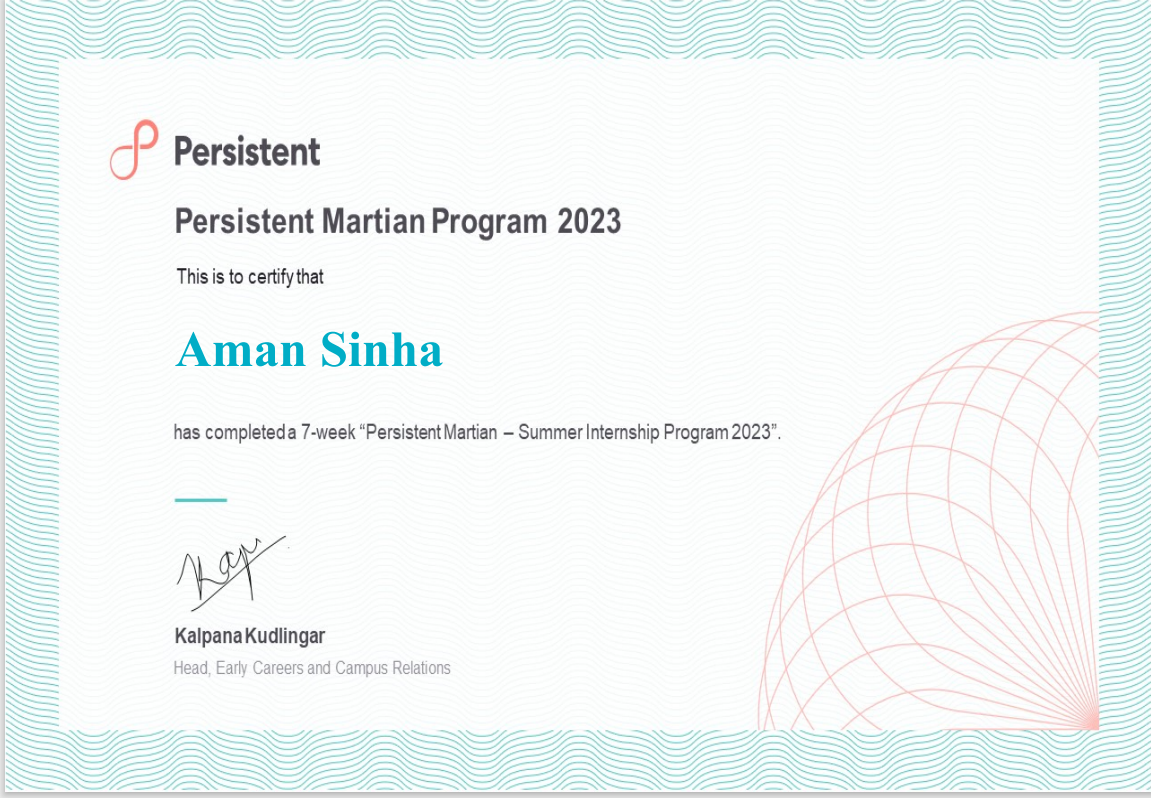 Persistent
Persistent Martian Program 2023
This is to certify that
Aman Sinha
has completed a 7-week “Persistent Martian – Summer Internship Program 2023”.
Kalpana Kudlingar
Head, Early Careers and Campus Relations